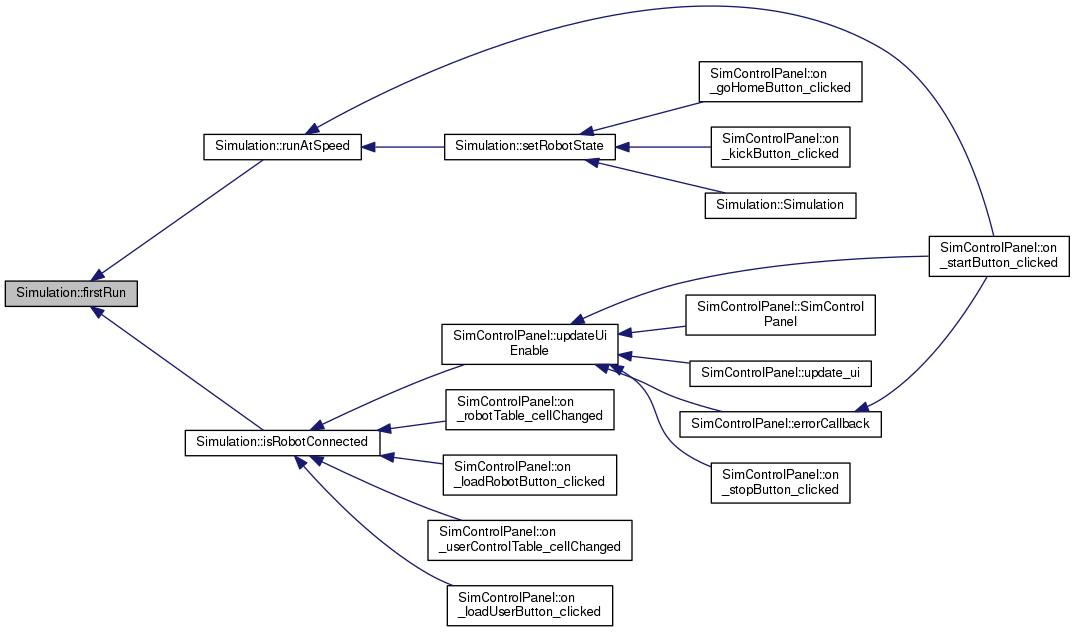 SimControlPanel::on
_goHomeButton_clicked
Simulation::runAtSpeed
Simulation::setRobotState
SimControlPanel::on
_kickButton_clicked
Simulation::Simulation
SimControlPanel::on
_startButton_clicked
Simulation::firstRun
SimControlPanel::SimControl
Panel
SimControlPanel::updateUi
Enable
SimControlPanel::update_ui
SimControlPanel::on
_robotTable_cellChanged
SimControlPanel::errorCallback
Simulation::isRobotConnected
SimControlPanel::on
_loadRobotButton_clicked
SimControlPanel::on
_stopButton_clicked
SimControlPanel::on
_userControlTable_cellChanged
SimControlPanel::on
_loadUserButton_clicked